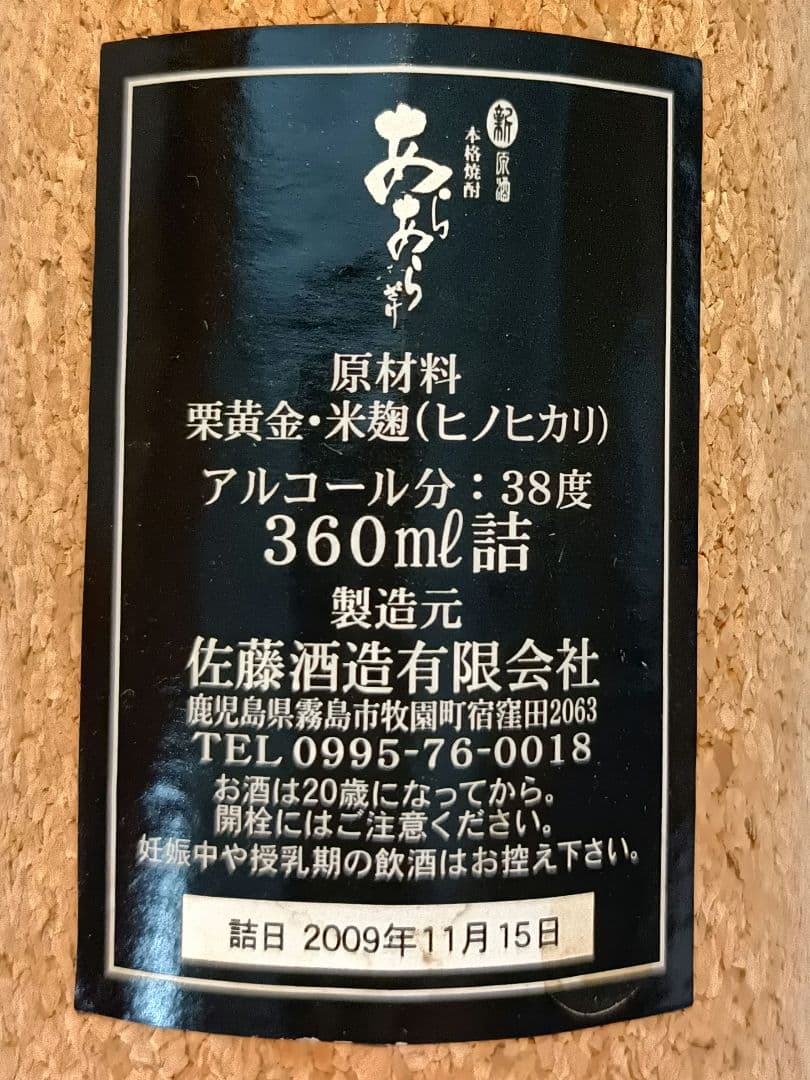 新原酒
本格焼酎
あらあらざけ
原材料
栗黄金・米麹(ヒノヒカリ)
アルコール分：38度
360mℓ詰
製造元
佐藤酒造有限会社
鹿児島県霧島市牧園町宿窪田2063
TEL 0995-76-0018
お酒は20歳になってから。
開栓にはご注意ください。
妊娠中や授乳期の飲酒はお控え下さい。
詰日 2009年11月15日